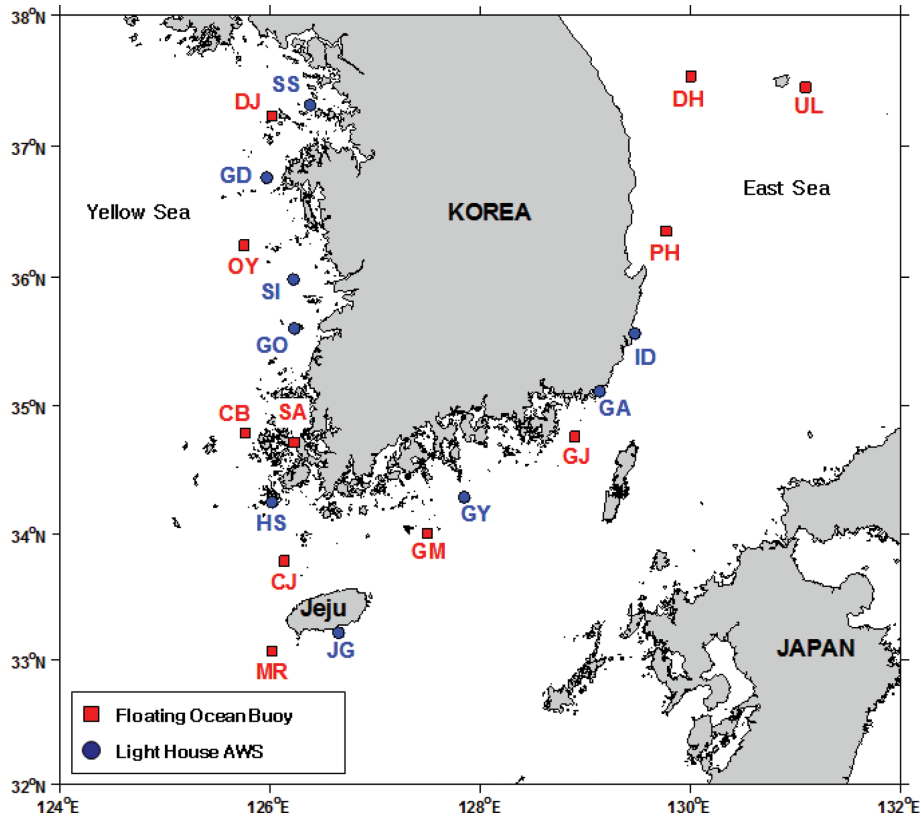 38°N
37°N
36°N
35°N
34°N
33°N
32°N
124°E
126°E
128°E
130°E
132°E
SS
DJ
DH
UL
GD
Yellow Sea
KOREA
East Sea
OY
PH
SI
GO
ID
CB
SA
GA
GJ
HS
GY
GM
CJ
Jeju
JG
MR
JAPAN
Floating Ocean Buoy
Light House AWS